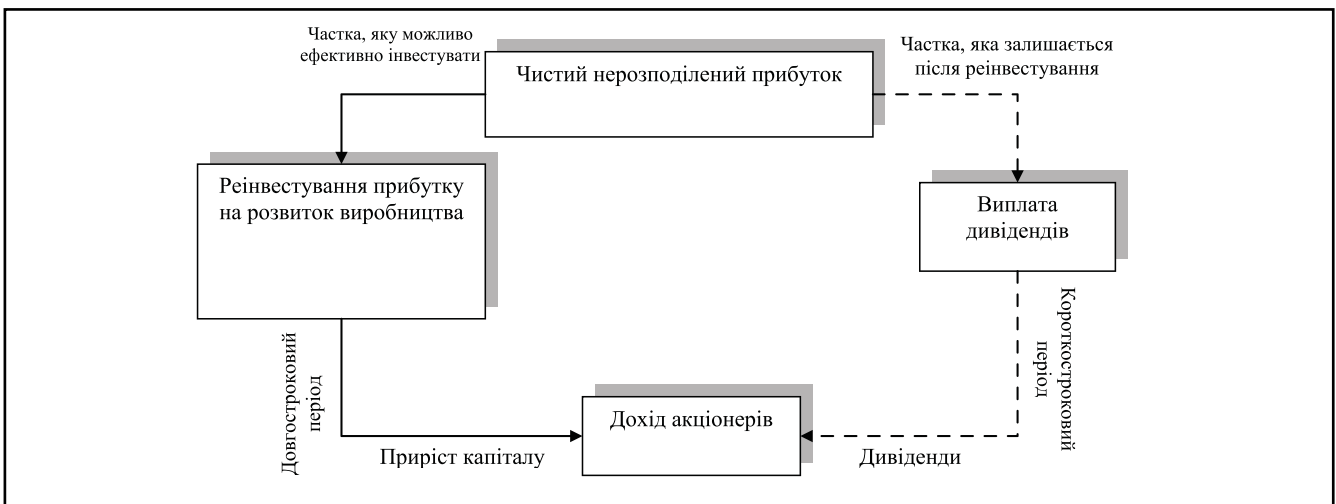 Частка, яку можливо
ефективно інвестувати
Чистий нерозподілений прибуток
Частка, яка залишається
після реінвестування
Реінвестування прибутку
на розвиток виробництва
Виплата
дивідендів
Довгостроковий
період
Короткостроковий
період
Дохід акціонерів
Приріст капіталу
Дивіденди